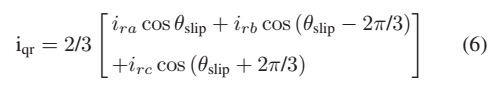 i_qr = 2/3 [ i_ra cos θ_slip + i_rb cos (θ_slip − 2π/3)
+i_rc cos (θ_slip + 2π/3) ] (6)